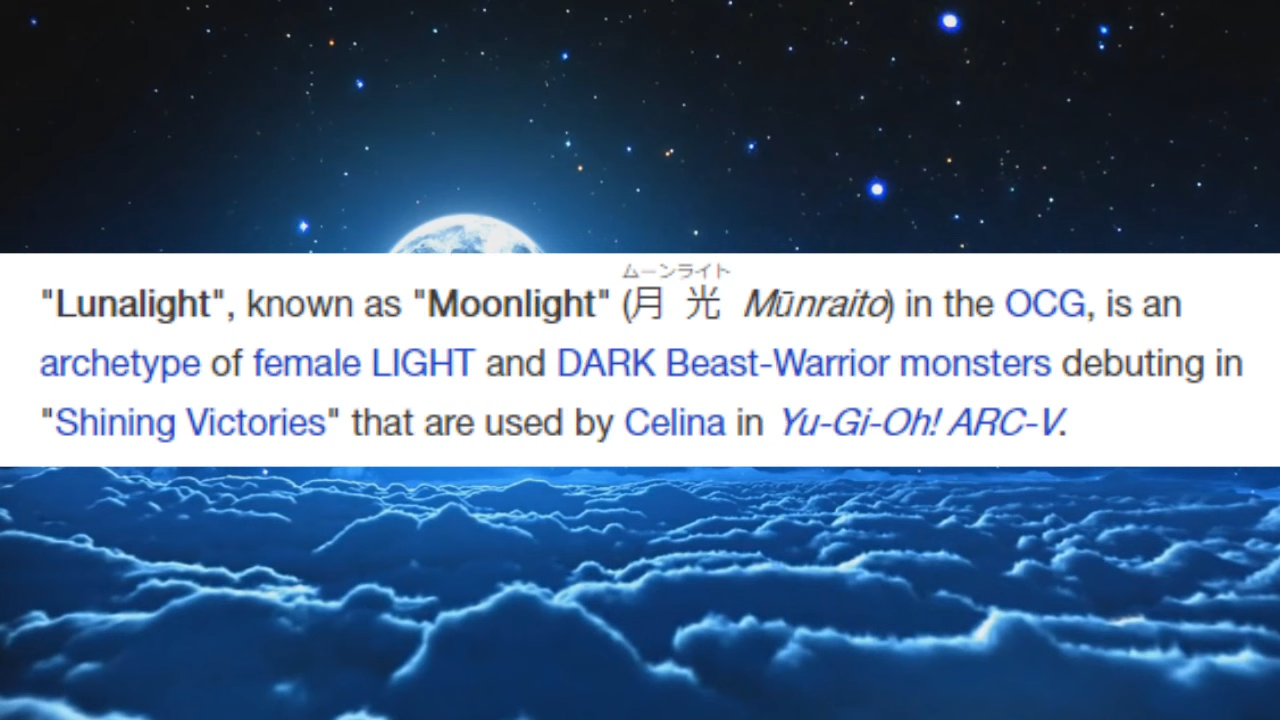 ムーンライト
"Lunalight", known as "Moonlight" (月光 Mūnraito) in the OCG, is an
archetype of female LIGHT and DARK Beast-Warrior monsters debuting in
"Shining Victories" that are used by Celina in Yu-Gi-Oh! ARC-V.